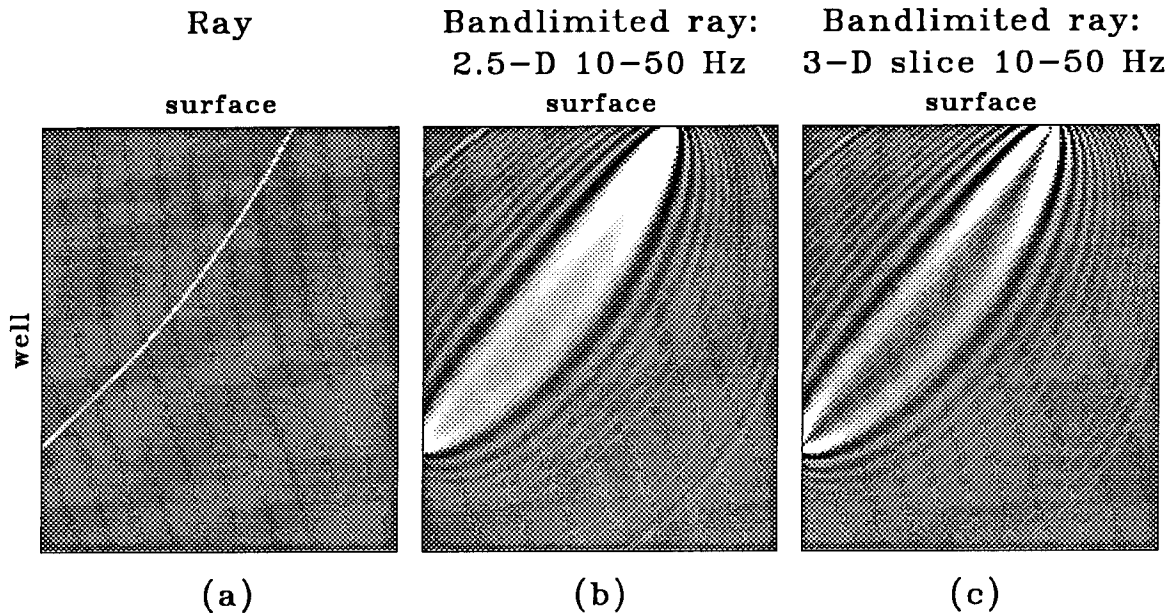 Ray
Bandlimited ray:
2.5-D 10-50 Hz
Bandlimited ray:
3-D slice 10-50 Hz
surface
surface
surface
well
(a)
(b)
(c)